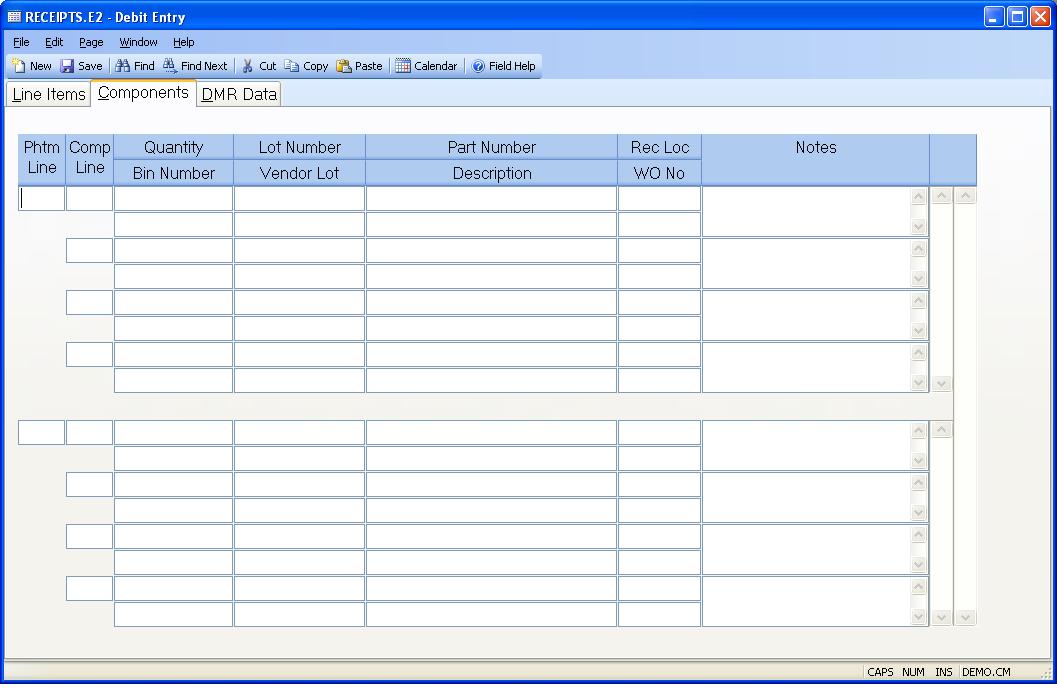 RECEIPTS.E2 - Debit Entry
File Edit Page Window Help
New Save Find Find Next Cut Copy Paste Calendar Field Help
Line Items Components DMR Data
Phtm Line Comp Line Quantity Lot Number Part Number Rec Loc Notes
Bin Number Vendor Lot Description WO No
CAPS NUM INS DEMO.CM